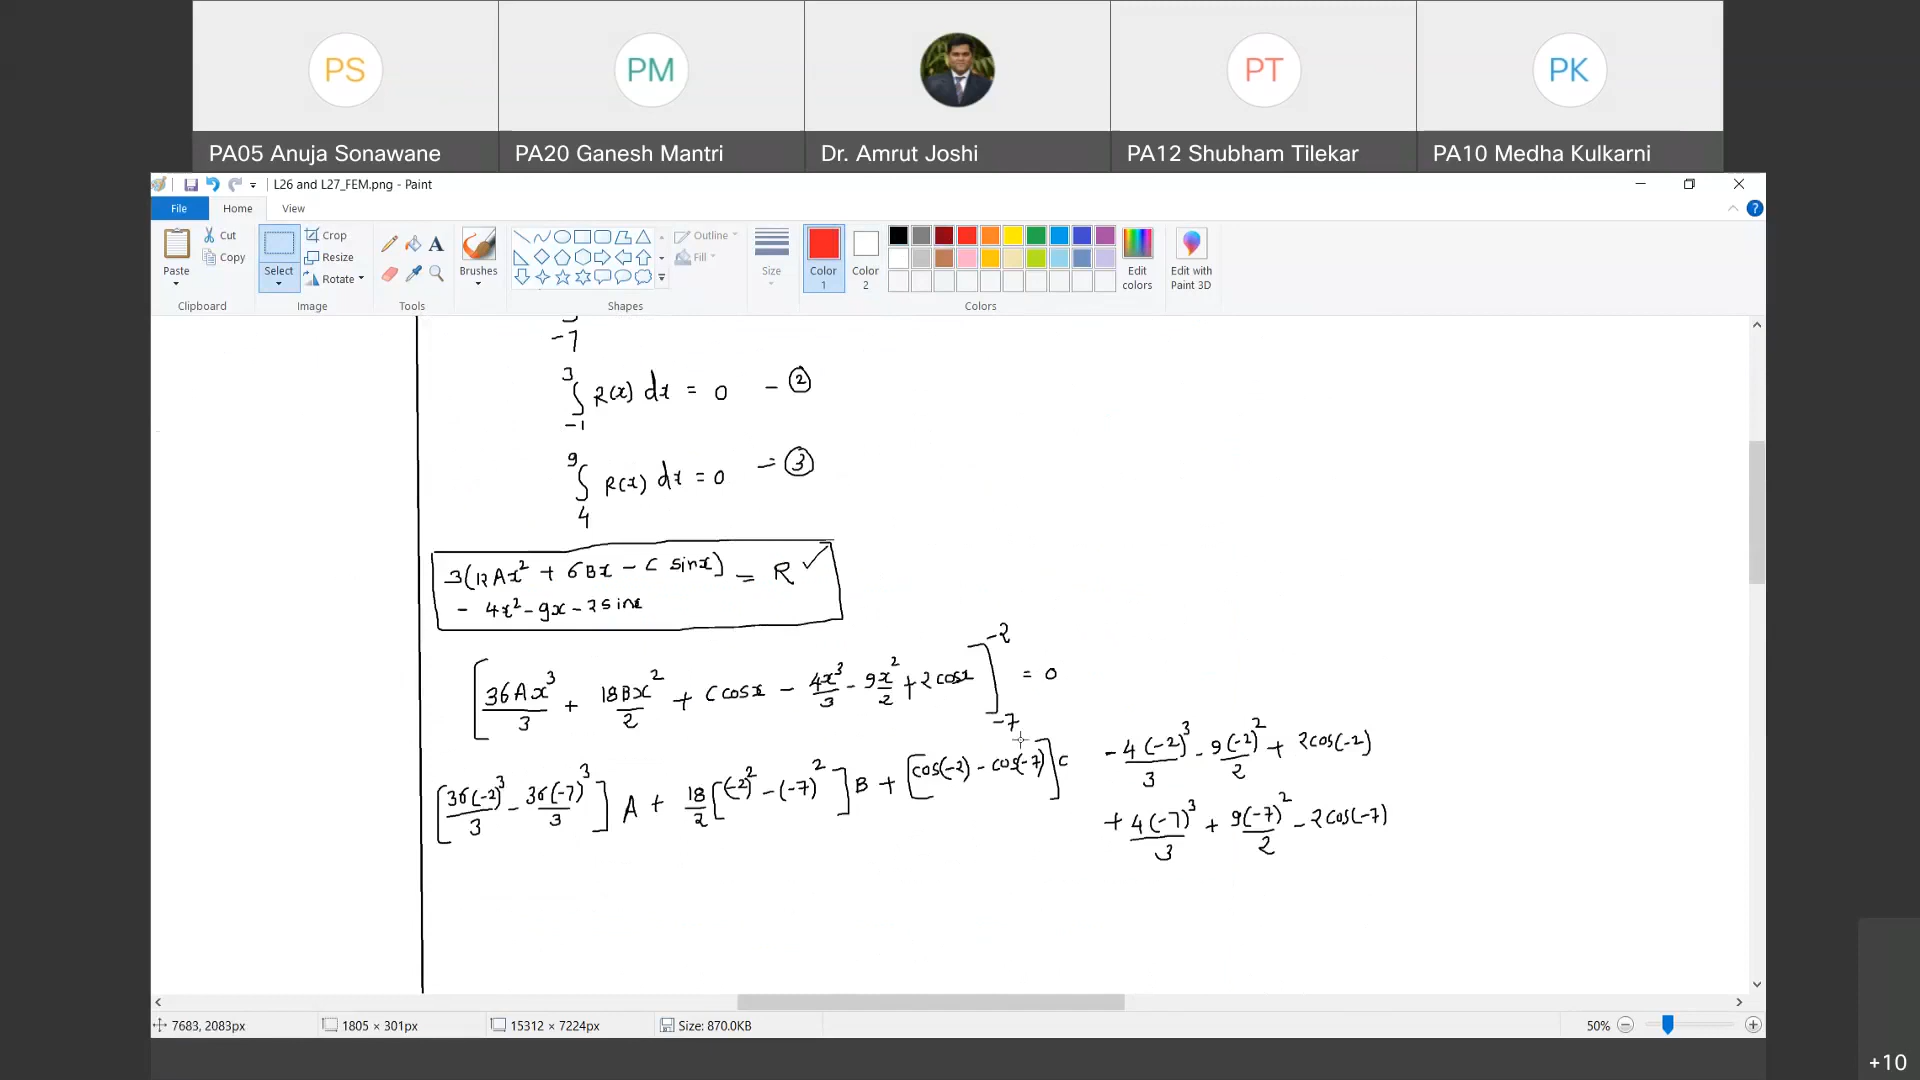 PS PM PT PK
PA05 Anuja Sonawane PA20 Ganesh Mantri Dr. Amrut Joshi PA12 Shubham Tilekar PA10 Medha Kulkarni
L26 and L27_FEM.png - Paint
File Home View
Paste Cut Copy Select Crop Resize Rotate Brushes Outline Fill Size Color 1 Color 2 Edit colors Edit with Paint 3D
Clipboard Image Tools Shapes Colors
-7
∫_{-1}^{3} R(x) dx = 0 - ②
∫_{4}^{9} R(x) dx = 0 - ③
3(12Ax² + 6Bx - C sinx) = R ✓
- 4x² - 9x - 2 sinx
[36Ax³/3 + 18Bx²/2 + C cosx - 4x³/3 - 9x²/2 + 2cosx]_{-7}^{-2} = 0
[36(-2)³/3 - 36(-7)³/3] A + 18/2 [(-2)² - (-7)²] B + [cos(-2) - cos(-7)] C - 4(-2)³/3 - 9(-2)²/2 + 2cos(-2)
+ 4(-7)³/3 + 9(-7)²/2 - 2cos(-7)
7683, 2083px 1805 × 301px 15312 × 7224px Size: 870.0KB 50%
+10